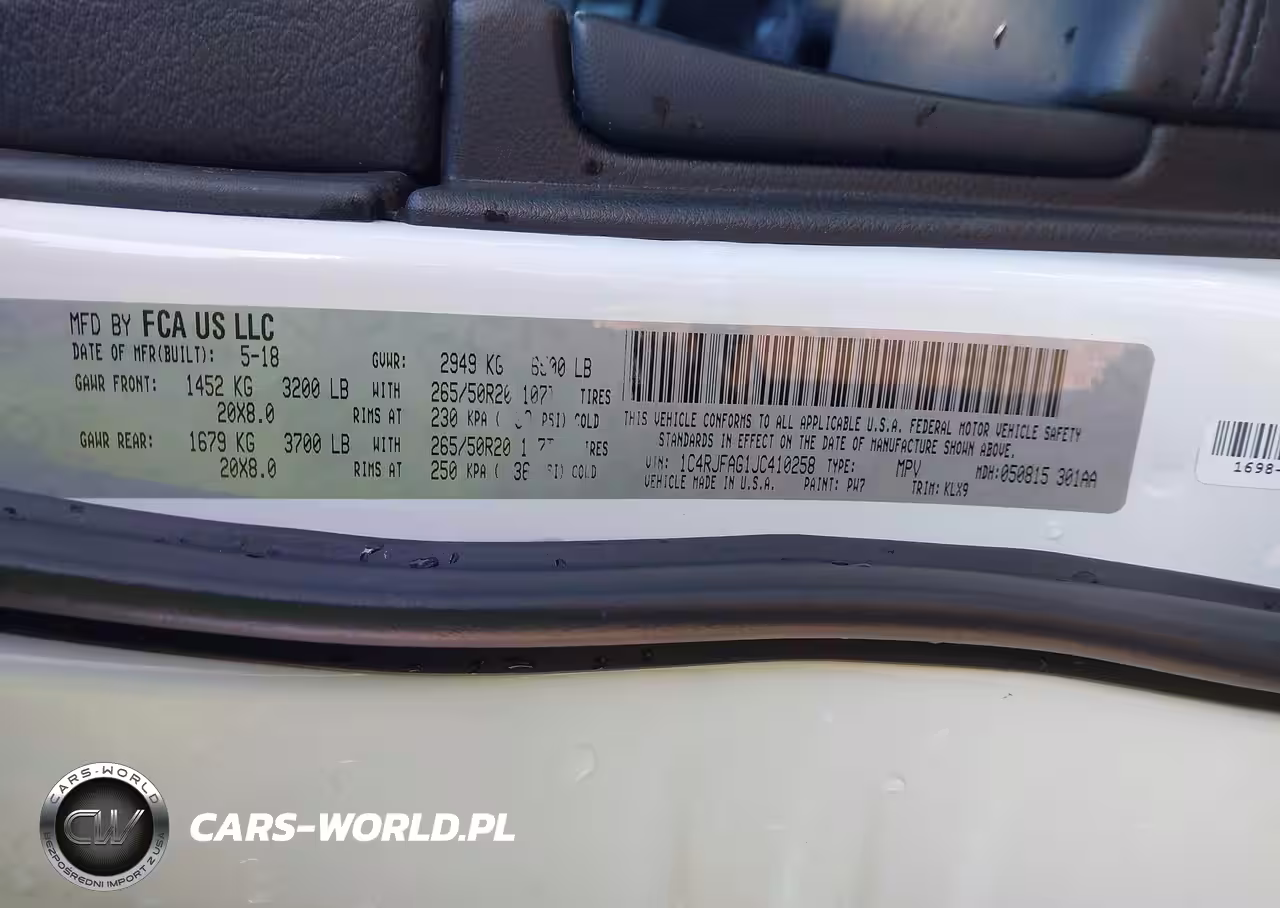 MFD BY FCA US LLC
DATE OF MFR(BUILT): 5-18 GVWR: 2949 KG LB
GAWR FRONT: 1452 KG 3200 LB WITH 265/50R20 TIRES
20X8.0 RIMS AT 230 KPA ( PSI) COLD
GAWR REAR: 1679 KG 3700 LB WITH 265/50R20
20X8.0 RIMS AT 250 KPA ( 36 COLD
THIS VEHICLE CONFORMS TO ALL APPLICABLE U.S.A. FEDERAL MOTOR VEHICLE SAFETY
STANDARDS IN EFFECT ON THE DATE OF MANUFACTURE SHOWN ABOVE.
VIN: 1C4RJFAG1JC410258 TYPE: MPV MDH:050815 301AA
VEHICLE MADE IN U.S.A. PAINT: PW7 TRIM: KLX9
1698-
CARS-WORLD
CW
BEZPOŚREDNI IMPORT Z USA
CARS-WORLD.PL